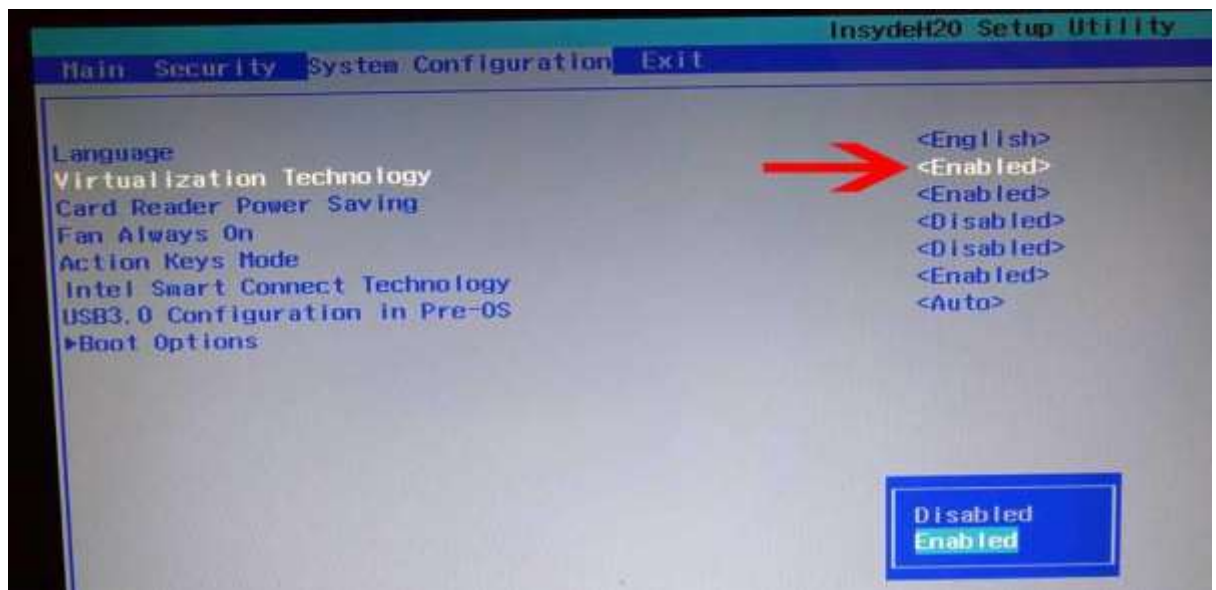 InsydeH20 Setup Utility
Main Security System Configuration Exit
Language <English>
Virtualization Technology <Enabled>
Card Reader Power Saving <Enabled>
Fan Always On <Disabled>
Action Keys Mode <Disabled>
Intel Smart Connect Technology <Enabled>
USB3.0 Configuration in Pre-OS <Auto>
▶Boot Options
Disabled
Enabled